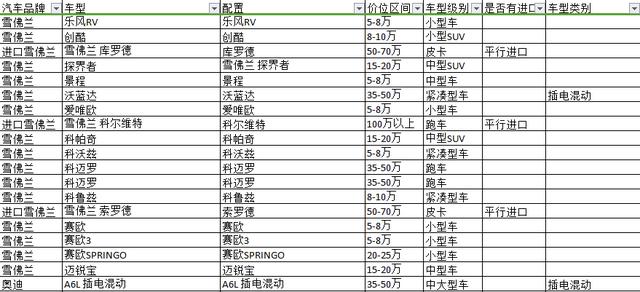 汽车品牌 车型 配置 价位区间 车型级别 是否有进口 车型类别
雪佛兰 乐风RV 乐风RV 5-8万 小型车
雪佛兰 创酷 创酷 8-10万 小型SUV
进口雪佛兰 雪佛兰 库罗德 库罗德 50-70万 皮卡 平行进口
雪佛兰 探界者 雪佛兰 探界者 15-20万 中型SUV
雪佛兰 景程 景程 5-8万 中型车
雪佛兰 沃蓝达 沃蓝达 35-50万 紧凑型车 插电混动
雪佛兰 爱唯欧 爱唯欧 5-8万 小型车
进口雪佛兰 雪佛兰 科尔维特 科尔维特 100万以上 跑车 平行进口
雪佛兰 科帕奇 科帕奇 15-20万 中型SUV
雪佛兰 科沃兹 科沃兹 5-8万 紧凑型车
雪佛兰 科迈罗 科迈罗 35-50万 跑车
雪佛兰 科迈罗 科迈罗 35-50万 跑车
雪佛兰 科鲁兹 科鲁兹 8-10万 紧凑型车
进口雪佛兰 雪佛兰 索罗德 索罗德 50-70万 皮卡 平行进口
雪佛兰 赛欧 赛欧 5-8万 小型车
雪佛兰 赛欧3 赛欧3 5-8万 小型车
雪佛兰 赛欧SPRINGO 赛欧SPRINGO 20-25万 小型车
雪佛兰 迈锐宝 迈锐宝 15-20万 中型车
奥迪 A6L 插电混动 A6L 插电混动 35-50万 中大型车 插电混动